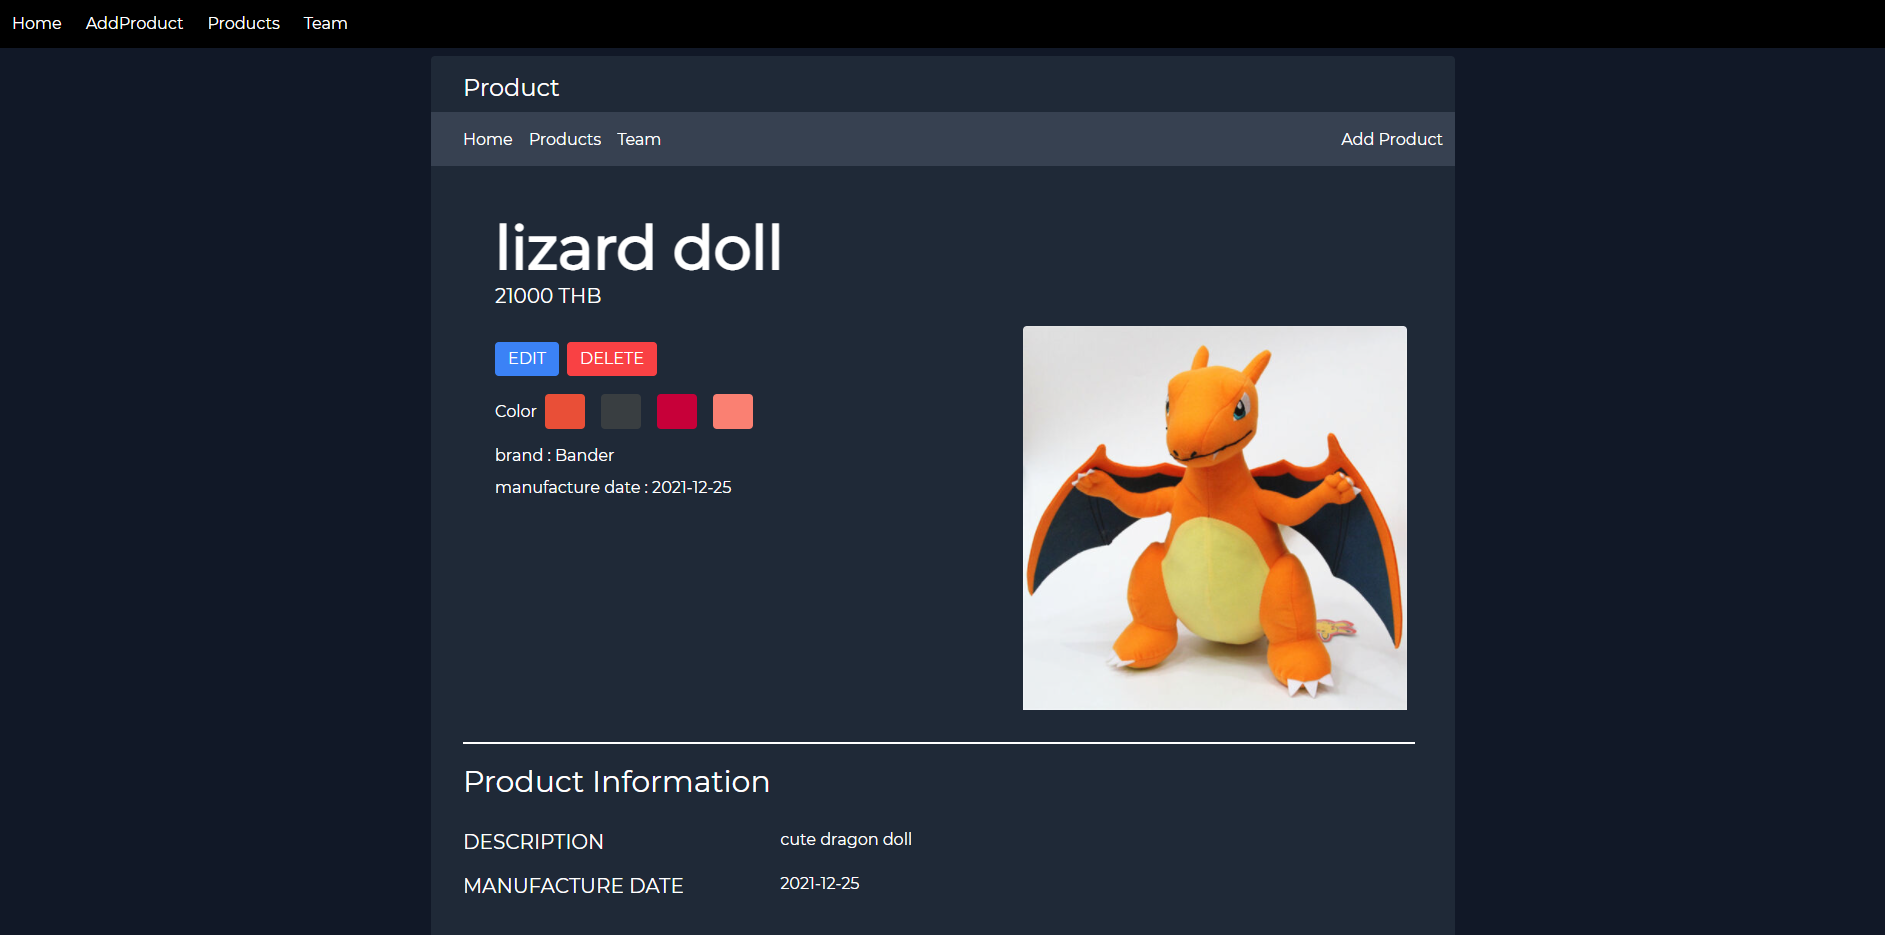 Home AddProduct Products Team
Product
Home Products Team Add Product
lizard doll
21000 THB
EDIT DELETE
Color
brand : Bander
manufacture date : 2021-12-25
Product Information
DESCRIPTION cute dragon doll
MANUFACTURE DATE 2021-12-25